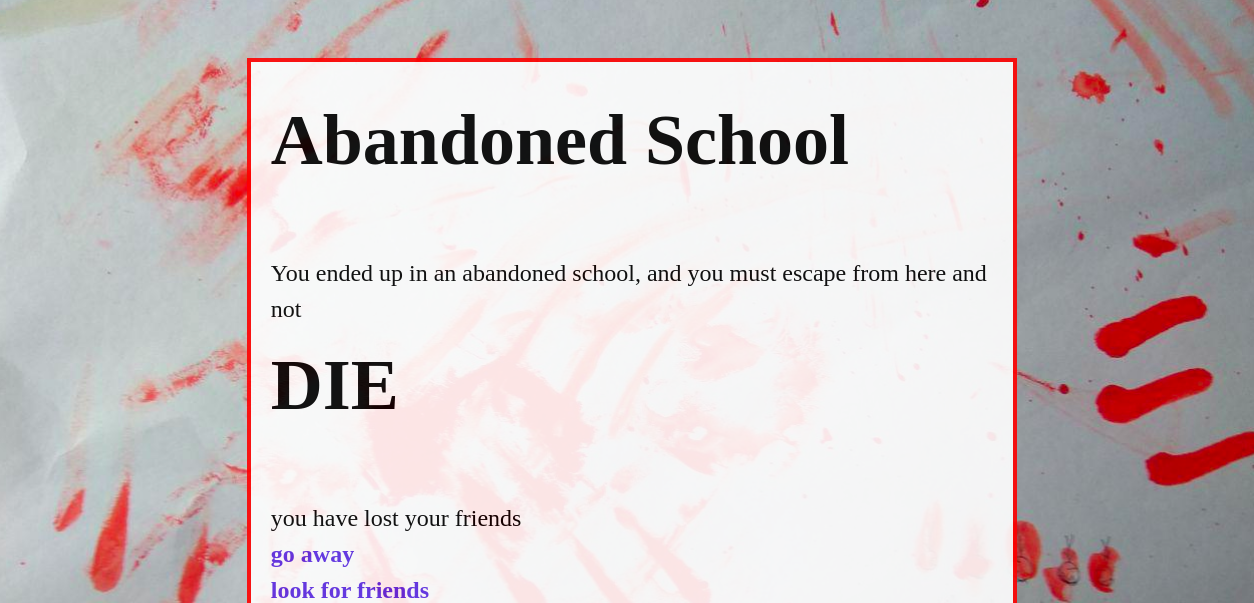 Abandoned School
You ended up in an abandoned school, and you must escape from here and
not
DIE
you have lost your friends
go away
look for friends